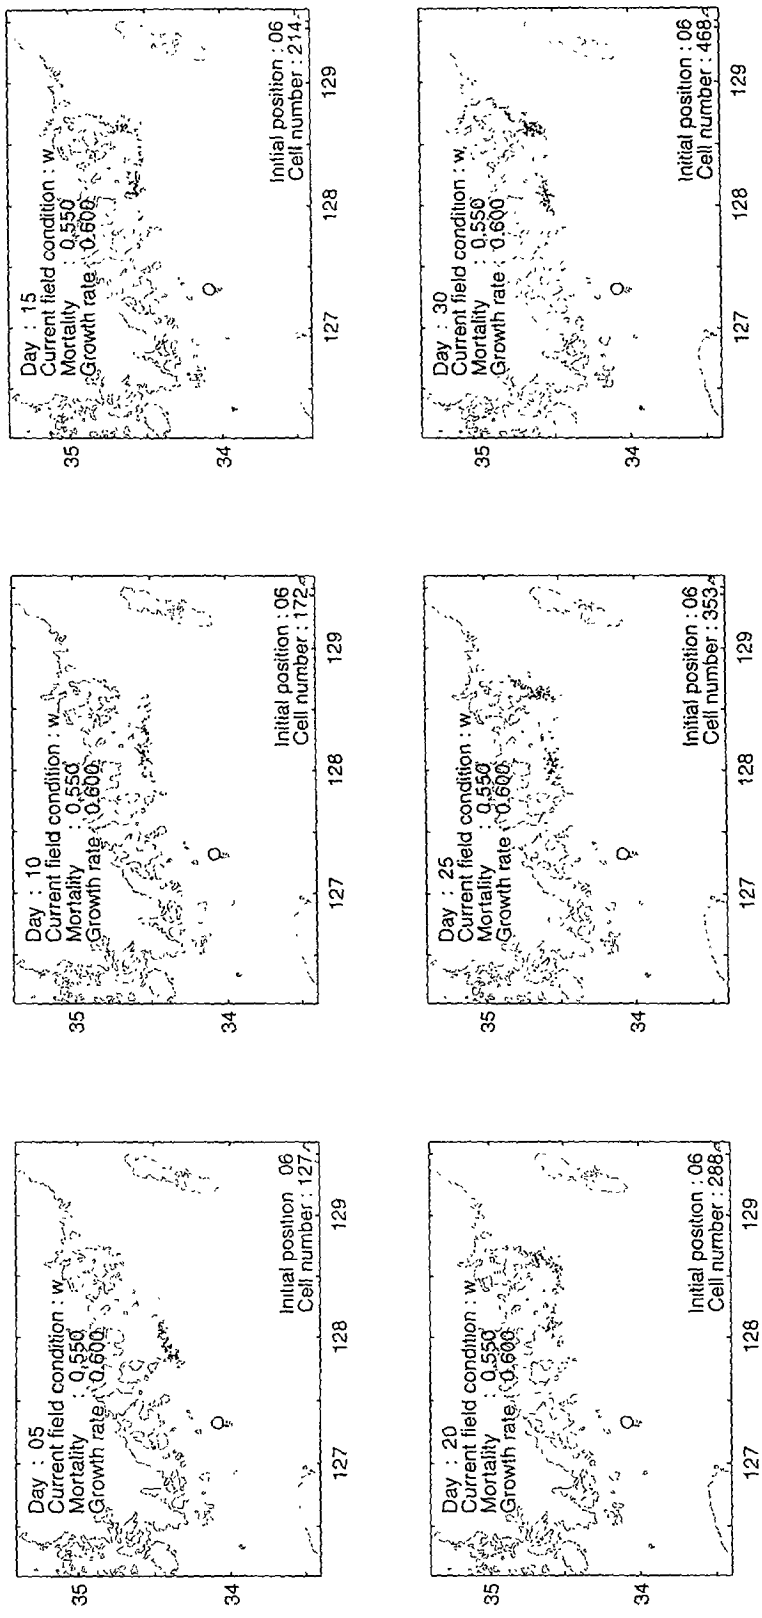 Day : 05
Current field condition : w
Mortality : 0.550
Growth rate : 0.600
Initial position 06
Cell number : 127
35
34
127
128
129
Day : 10
Current field condition : w
Mortality : 0.550
Growth rate : 0.600
Initial position : 06
Cell number : 172
35
34
127
128
129
Day : 15
Current field condition : w
Mortality : 0.550
Growth rate : 0.600
Initial position : 06
Cell number : 214
35
34
127
128
129
Day : 20
Current field condition : w
Mortality : 0.550
Growth rate : 0.600
Initial position : 06
Cell number : 288
35
34
127
128
129
Day : 25
Current field condition : w
Mortality : 0.550
Growth rate : 0.600
Initial position : 06
Cell number : 353
35
34
127
128
129
Day : 30
Current field condition : w
Mortality : 0.550
Growth rate : 0.600
Initial position : 06
Cell number : 468
35
34
127
128
129